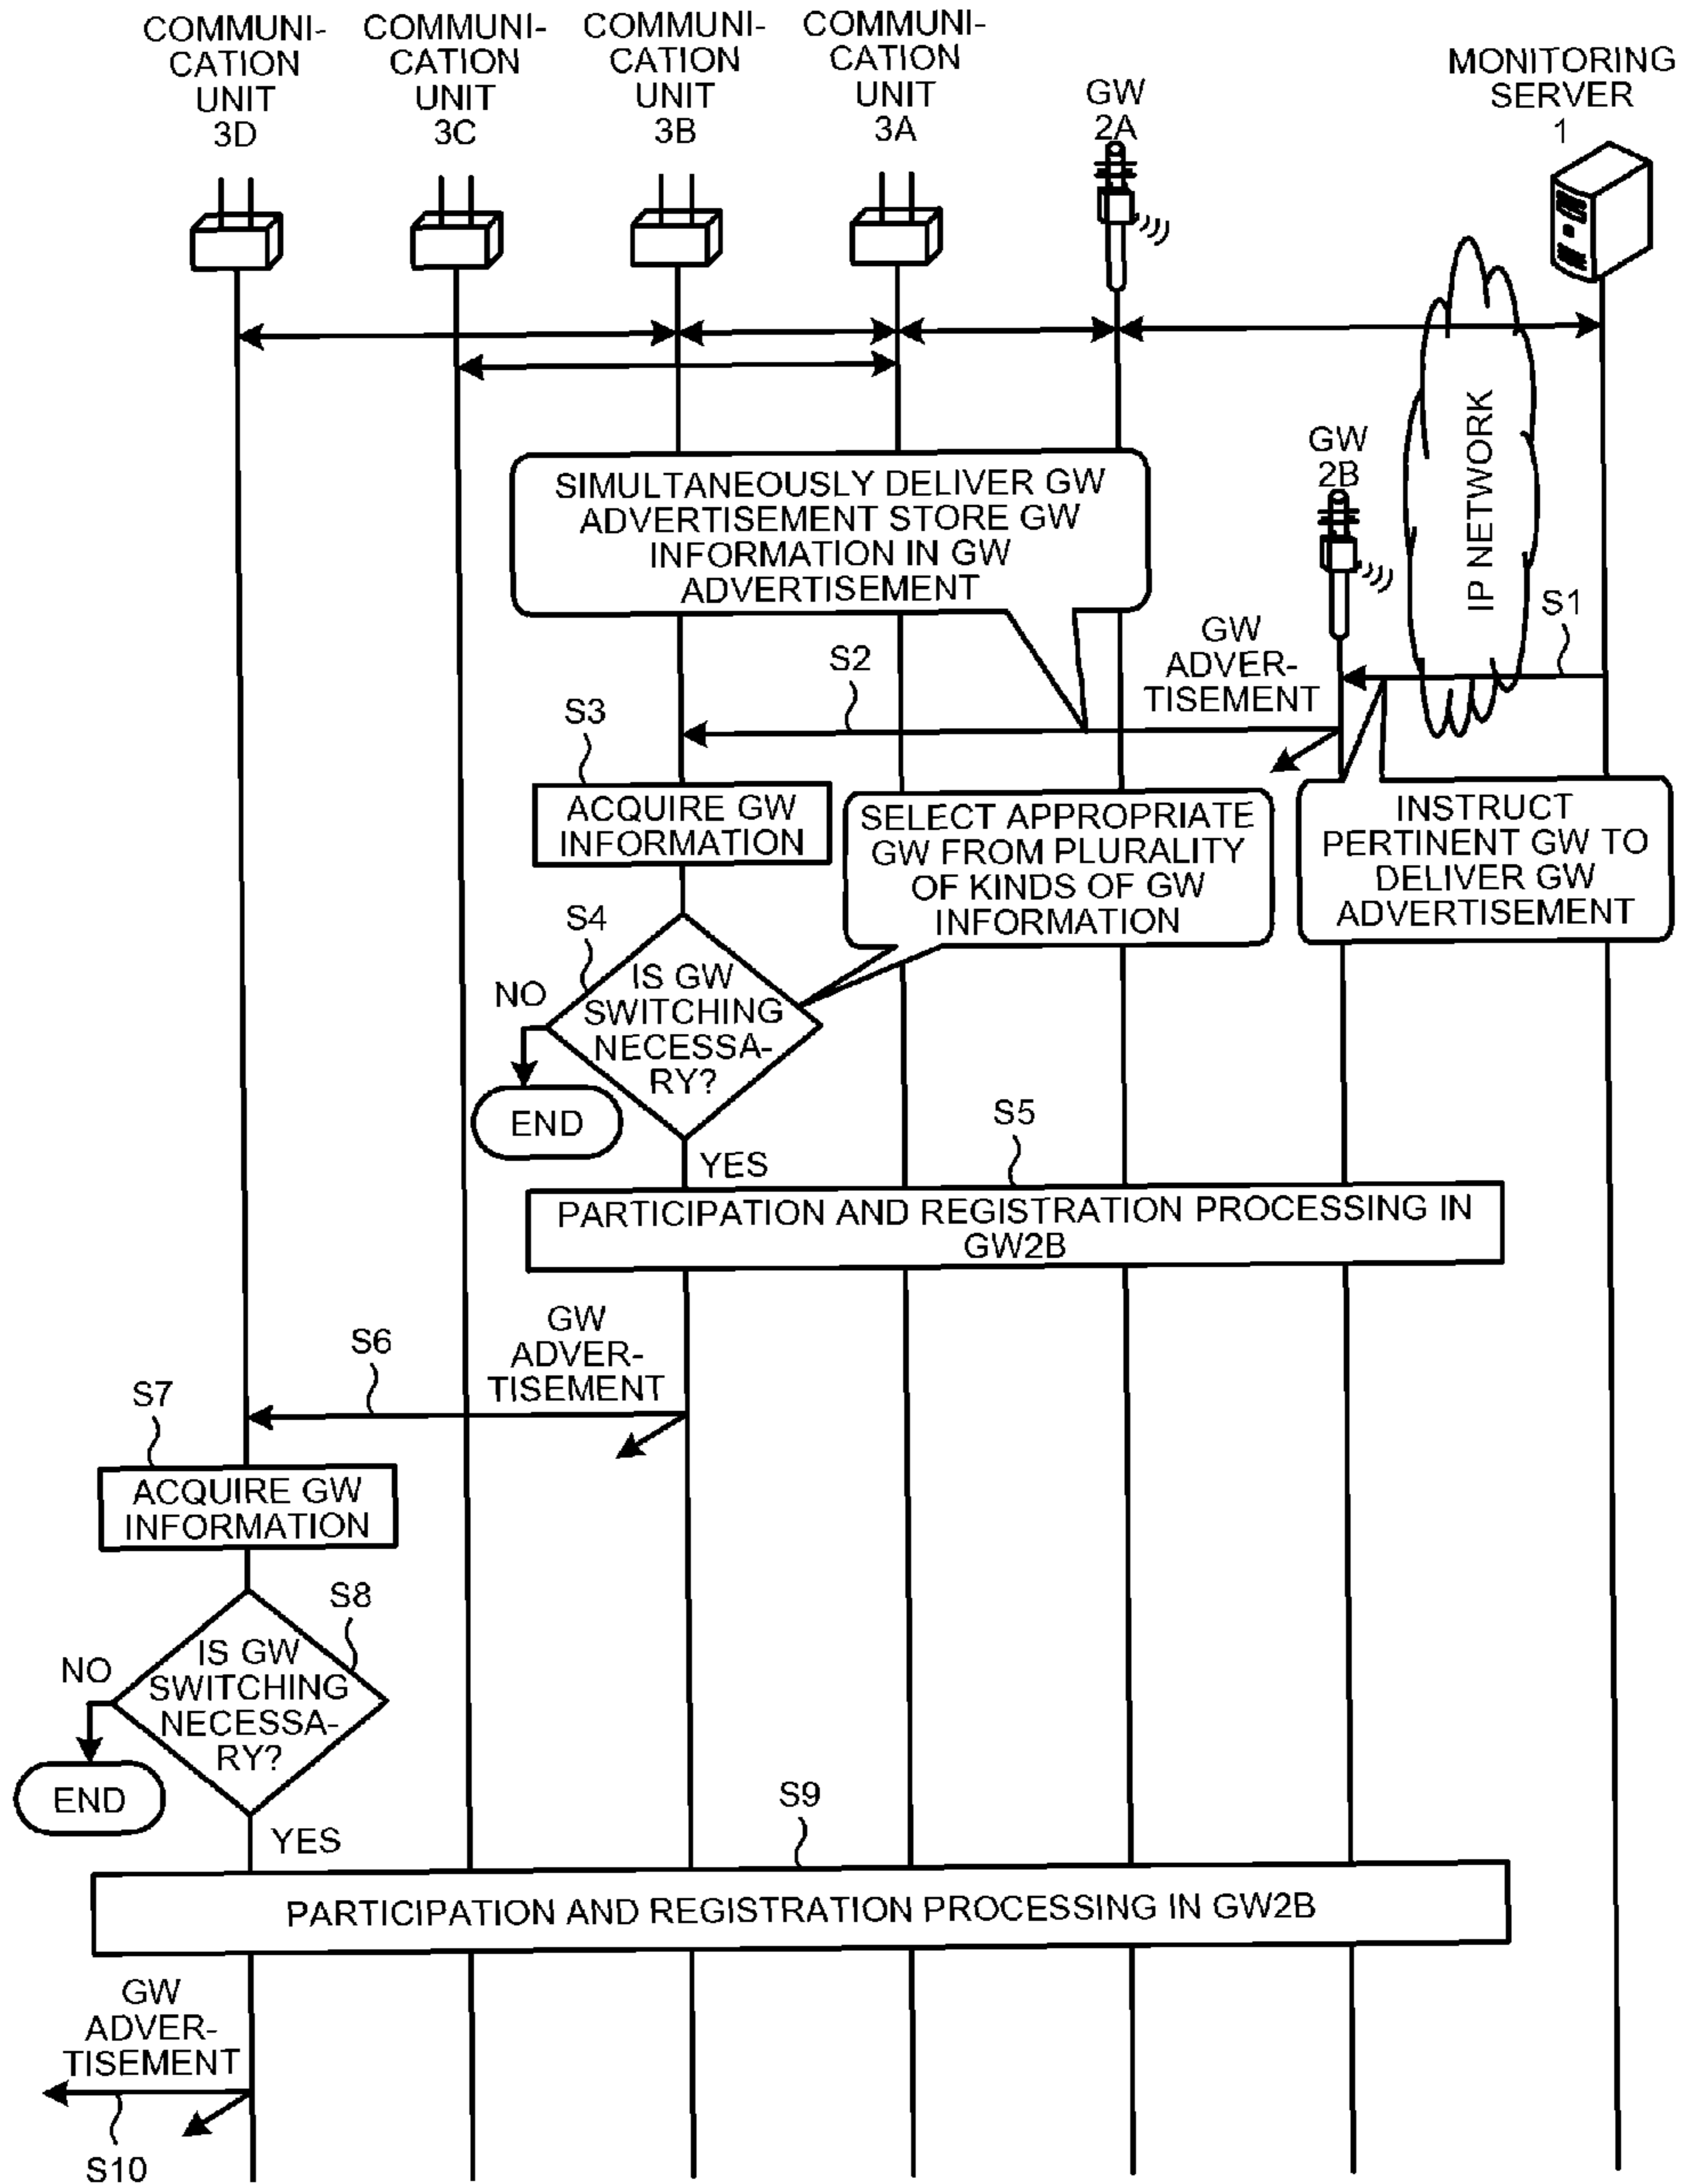 COMMUNI-
CATION
UNIT
3D
COMMUNI-
CATION
UNIT
3C
COMMUNI-
CATION
UNIT
3B
COMMUNI-
CATION
UNIT
3A
GW
2A
MONITORING
SERVER
1
IP NETWORK
GW
2B
SIMULTANEOUSLY DELIVER GW
ADVERTISEMENT STORE GW
INFORMATION IN GW
ADVERTISEMENT
S1
GW
ADVER-
TISEMENT
S2
S3
ACQUIRE GW
INFORMATION
SELECT APPROPRIATE
GW FROM PLURALITY
OF KINDS OF GW
INFORMATION
INSTRUCT
PERTINENT GW TO
DELIVER GW
ADVERTISEMENT
S4
IS GW
SWITCHING
NECESSA-
RY?
NO
END
YES
S5
PARTICIPATION AND REGISTRATION PROCESSING IN
GW2B
GW
ADVER-
TISEMENT
S6
S7
ACQUIRE GW
INFORMATION
S8
IS GW
SWITCHING
NECESSA-
RY?
NO
END
YES
S9
PARTICIPATION AND REGISTRATION PROCESSING IN GW2B
GW
ADVER-
TISEMENT
S10